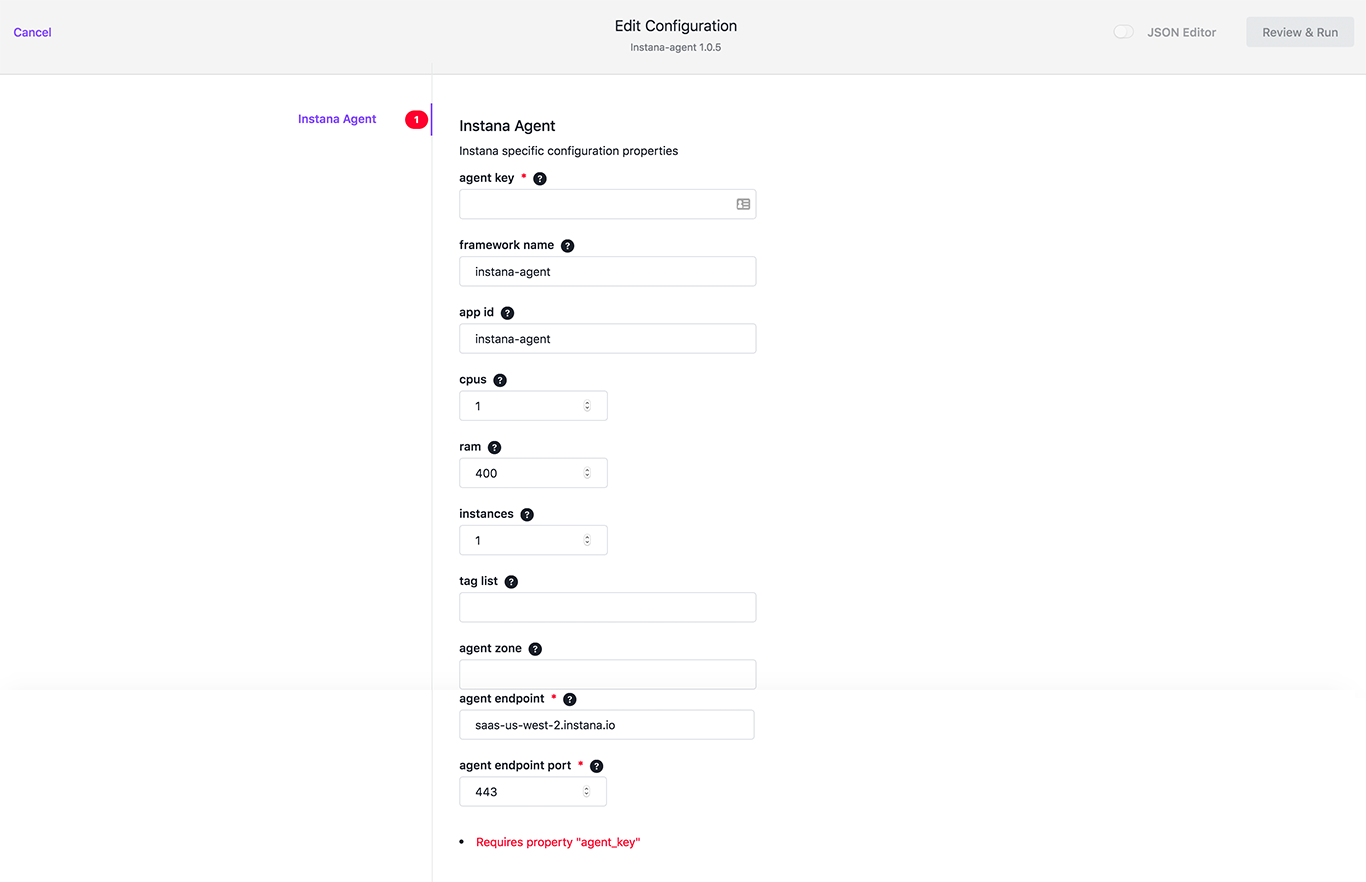 Cancel
Edit Configuration
Instana-agent 1.0.5
JSON Editor
Review & Run
Instana Agent
1
Instana Agent
Instana specific configuration properties
agent key * ?
framework name ?
instana-agent
app id ?
instana-agent
cpus ?
1
ram ?
400
instances ?
1
tag list ?
agent zone ?
agent endpoint * ?
saas-us-west-2.instana.io
agent endpoint port * ?
443
• Requires property "agent_key"